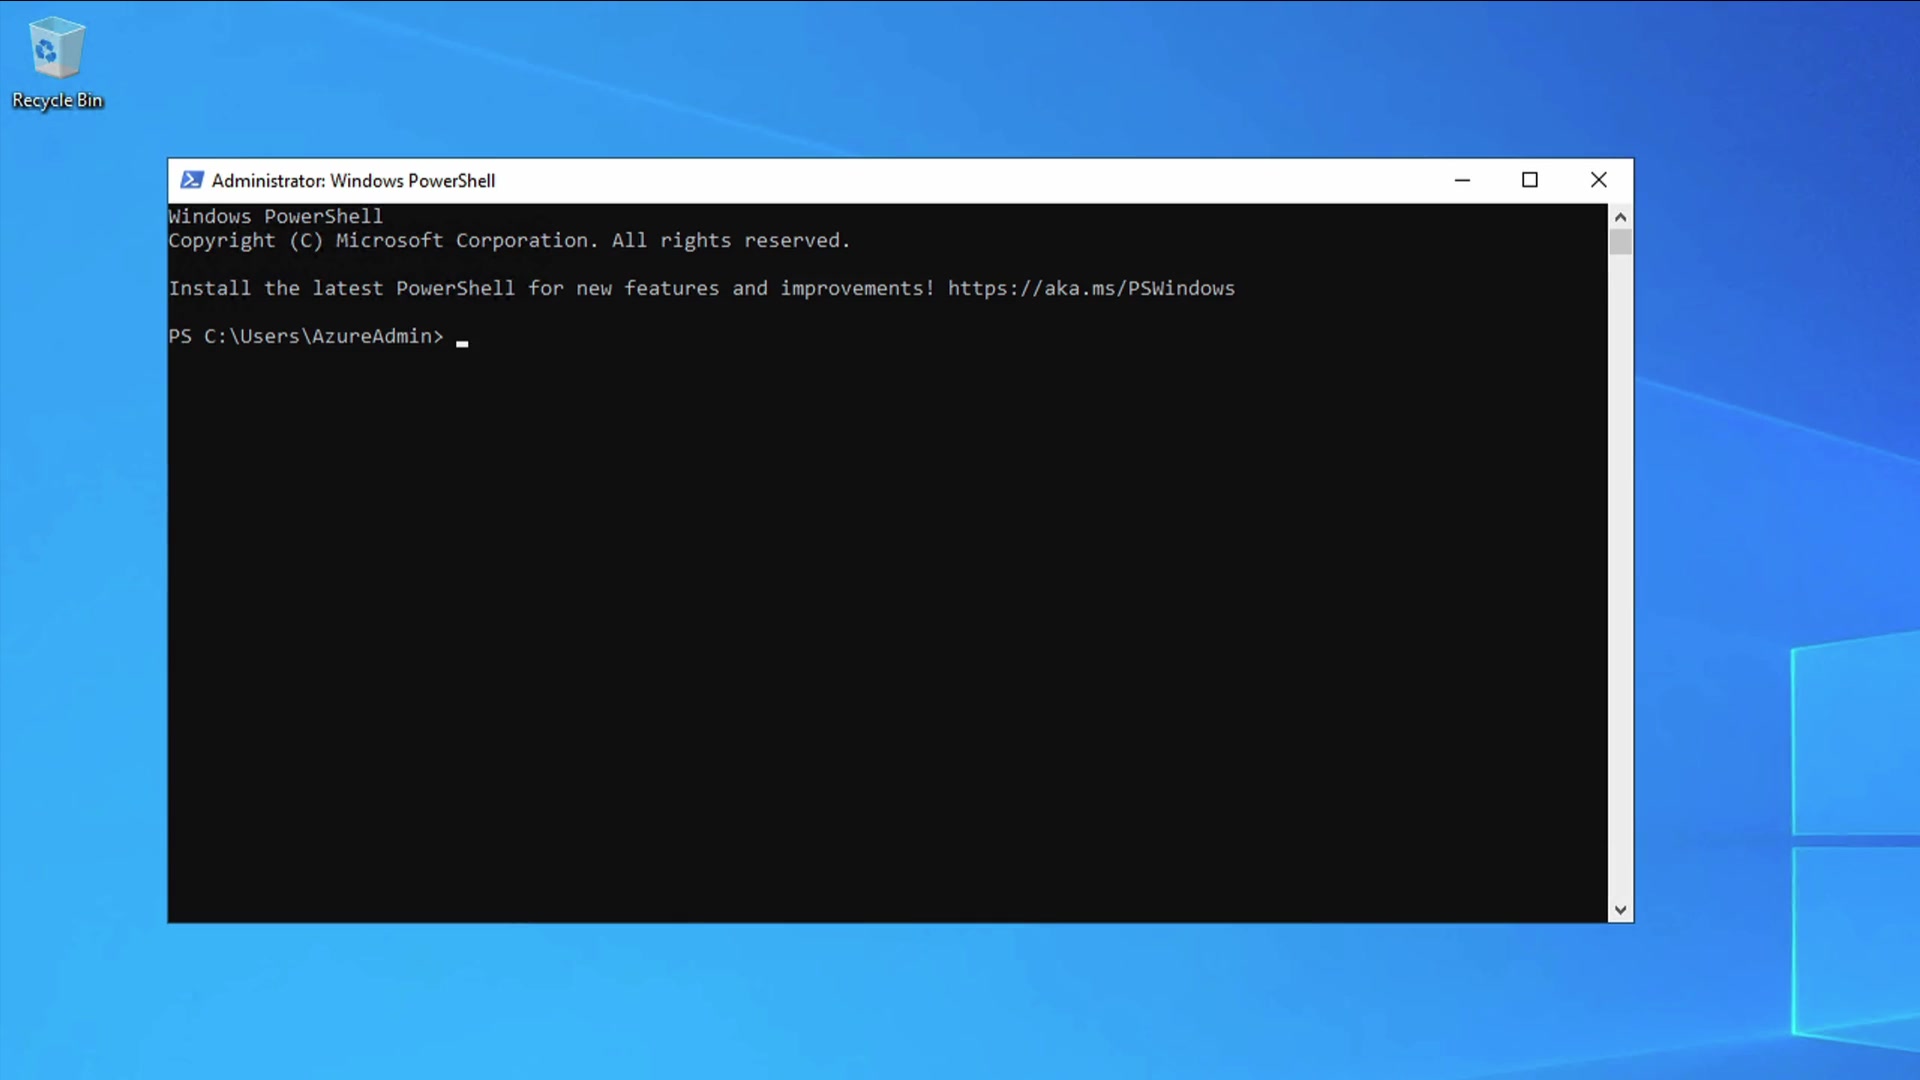 Recycle Bin
Administrator: Windows PowerShell
Windows PowerShell
Copyright (C) Microsoft Corporation. All rights reserved.
Install the latest PowerShell for new features and improvements! https://aka.ms/PSWindows
PS C:\Users\AzureAdmin>